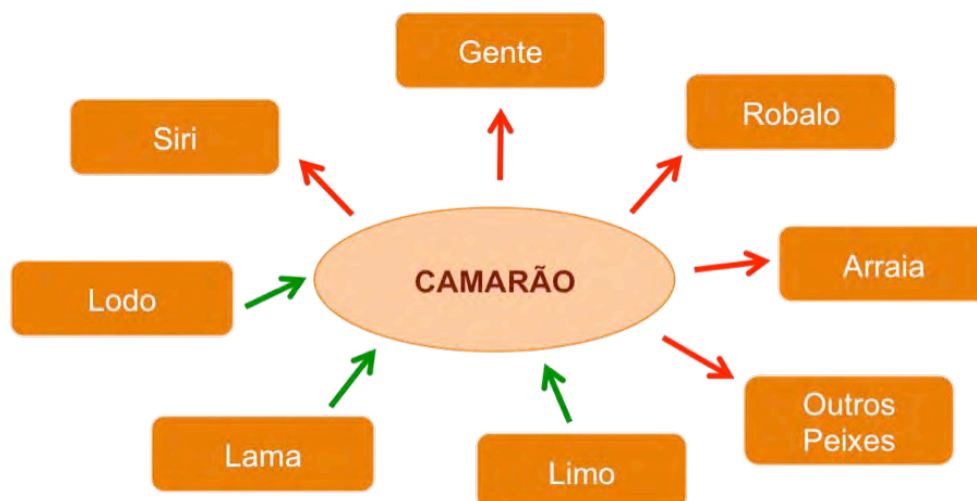 Gente
Robalo
Siri
Arraia
CAMARÃO
Lodo
Outros
Peixes
Lama
Limo